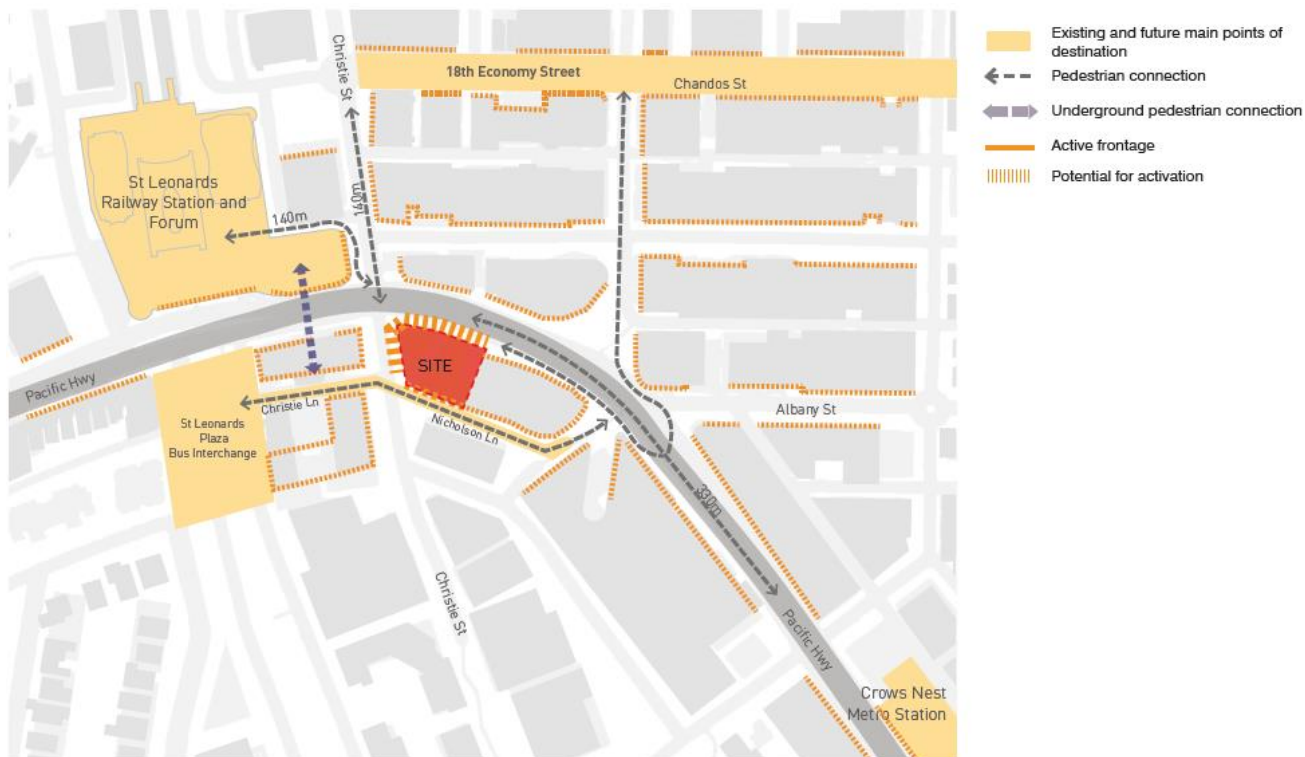 Christie St
18th Economy Street
Chandos St
St Leonards
Railway Station and
Forum
140m
140m
Pacific Hwy
SITE
Christie Ln
Nicholson Ln
St Leonards
Plaza
Bus Interchange
Albany St
330m
Christie St
Pacific Hwy
Crows Nest
Metro Station
Existing and future main points of
destination
Pedestrian connection
Underground pedestrian connection
Active frontage
Potential for activation